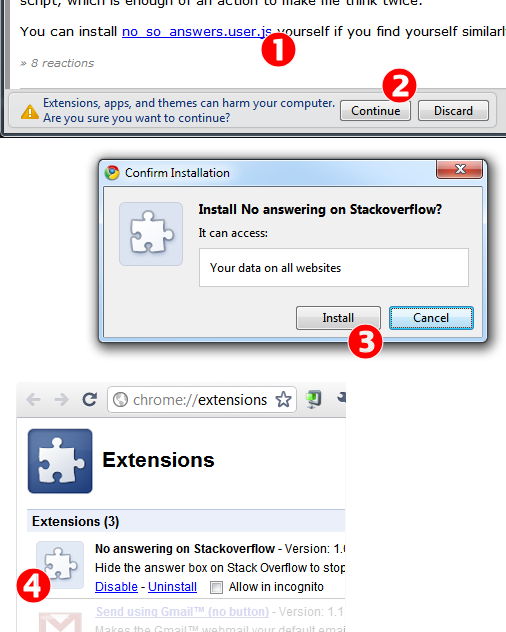 script, which is enough of an action to make me think twice.
You can install no_so_answers.user.js yourself if you find yourself similarly
1
» 8 reactions
2
Extensions, apps, and themes can harm your computer.
Are you sure you want to continue?
Continue
Discard
Confirm Installation
Install No answering on Stackoverflow?
It can access:
Your data on all websites
Install
Cancel
3
chrome://extensions
Extensions
Extensions (3)
No answering on Stackoverflow - Version: 1.0
Hide the answer box on Stack Overflow to stop
4
Disable - Uninstall Allow in incognito
Send using Gmail™ (no button) - Version: 1.1
Makes the Gmail™ webmail your default email